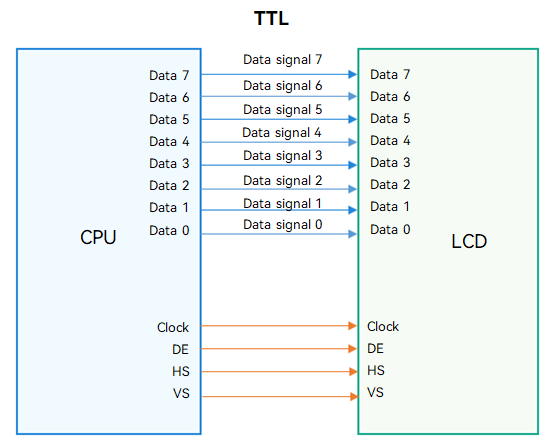 TTL
Data 7 Data signal 7 Data 7
Data 6 Data signal 6 Data 6
Data 5 Data signal 5 Data 5
Data 4 Data signal 4 Data 4
Data 3 Data signal 3 Data 3
Data 2 Data signal 2 Data 2
Data 1 Data signal 1 Data 1
Data 0 Data signal 0 Data 0
CPU LCD
Clock Clock
DE DE
HS HS
VS VS